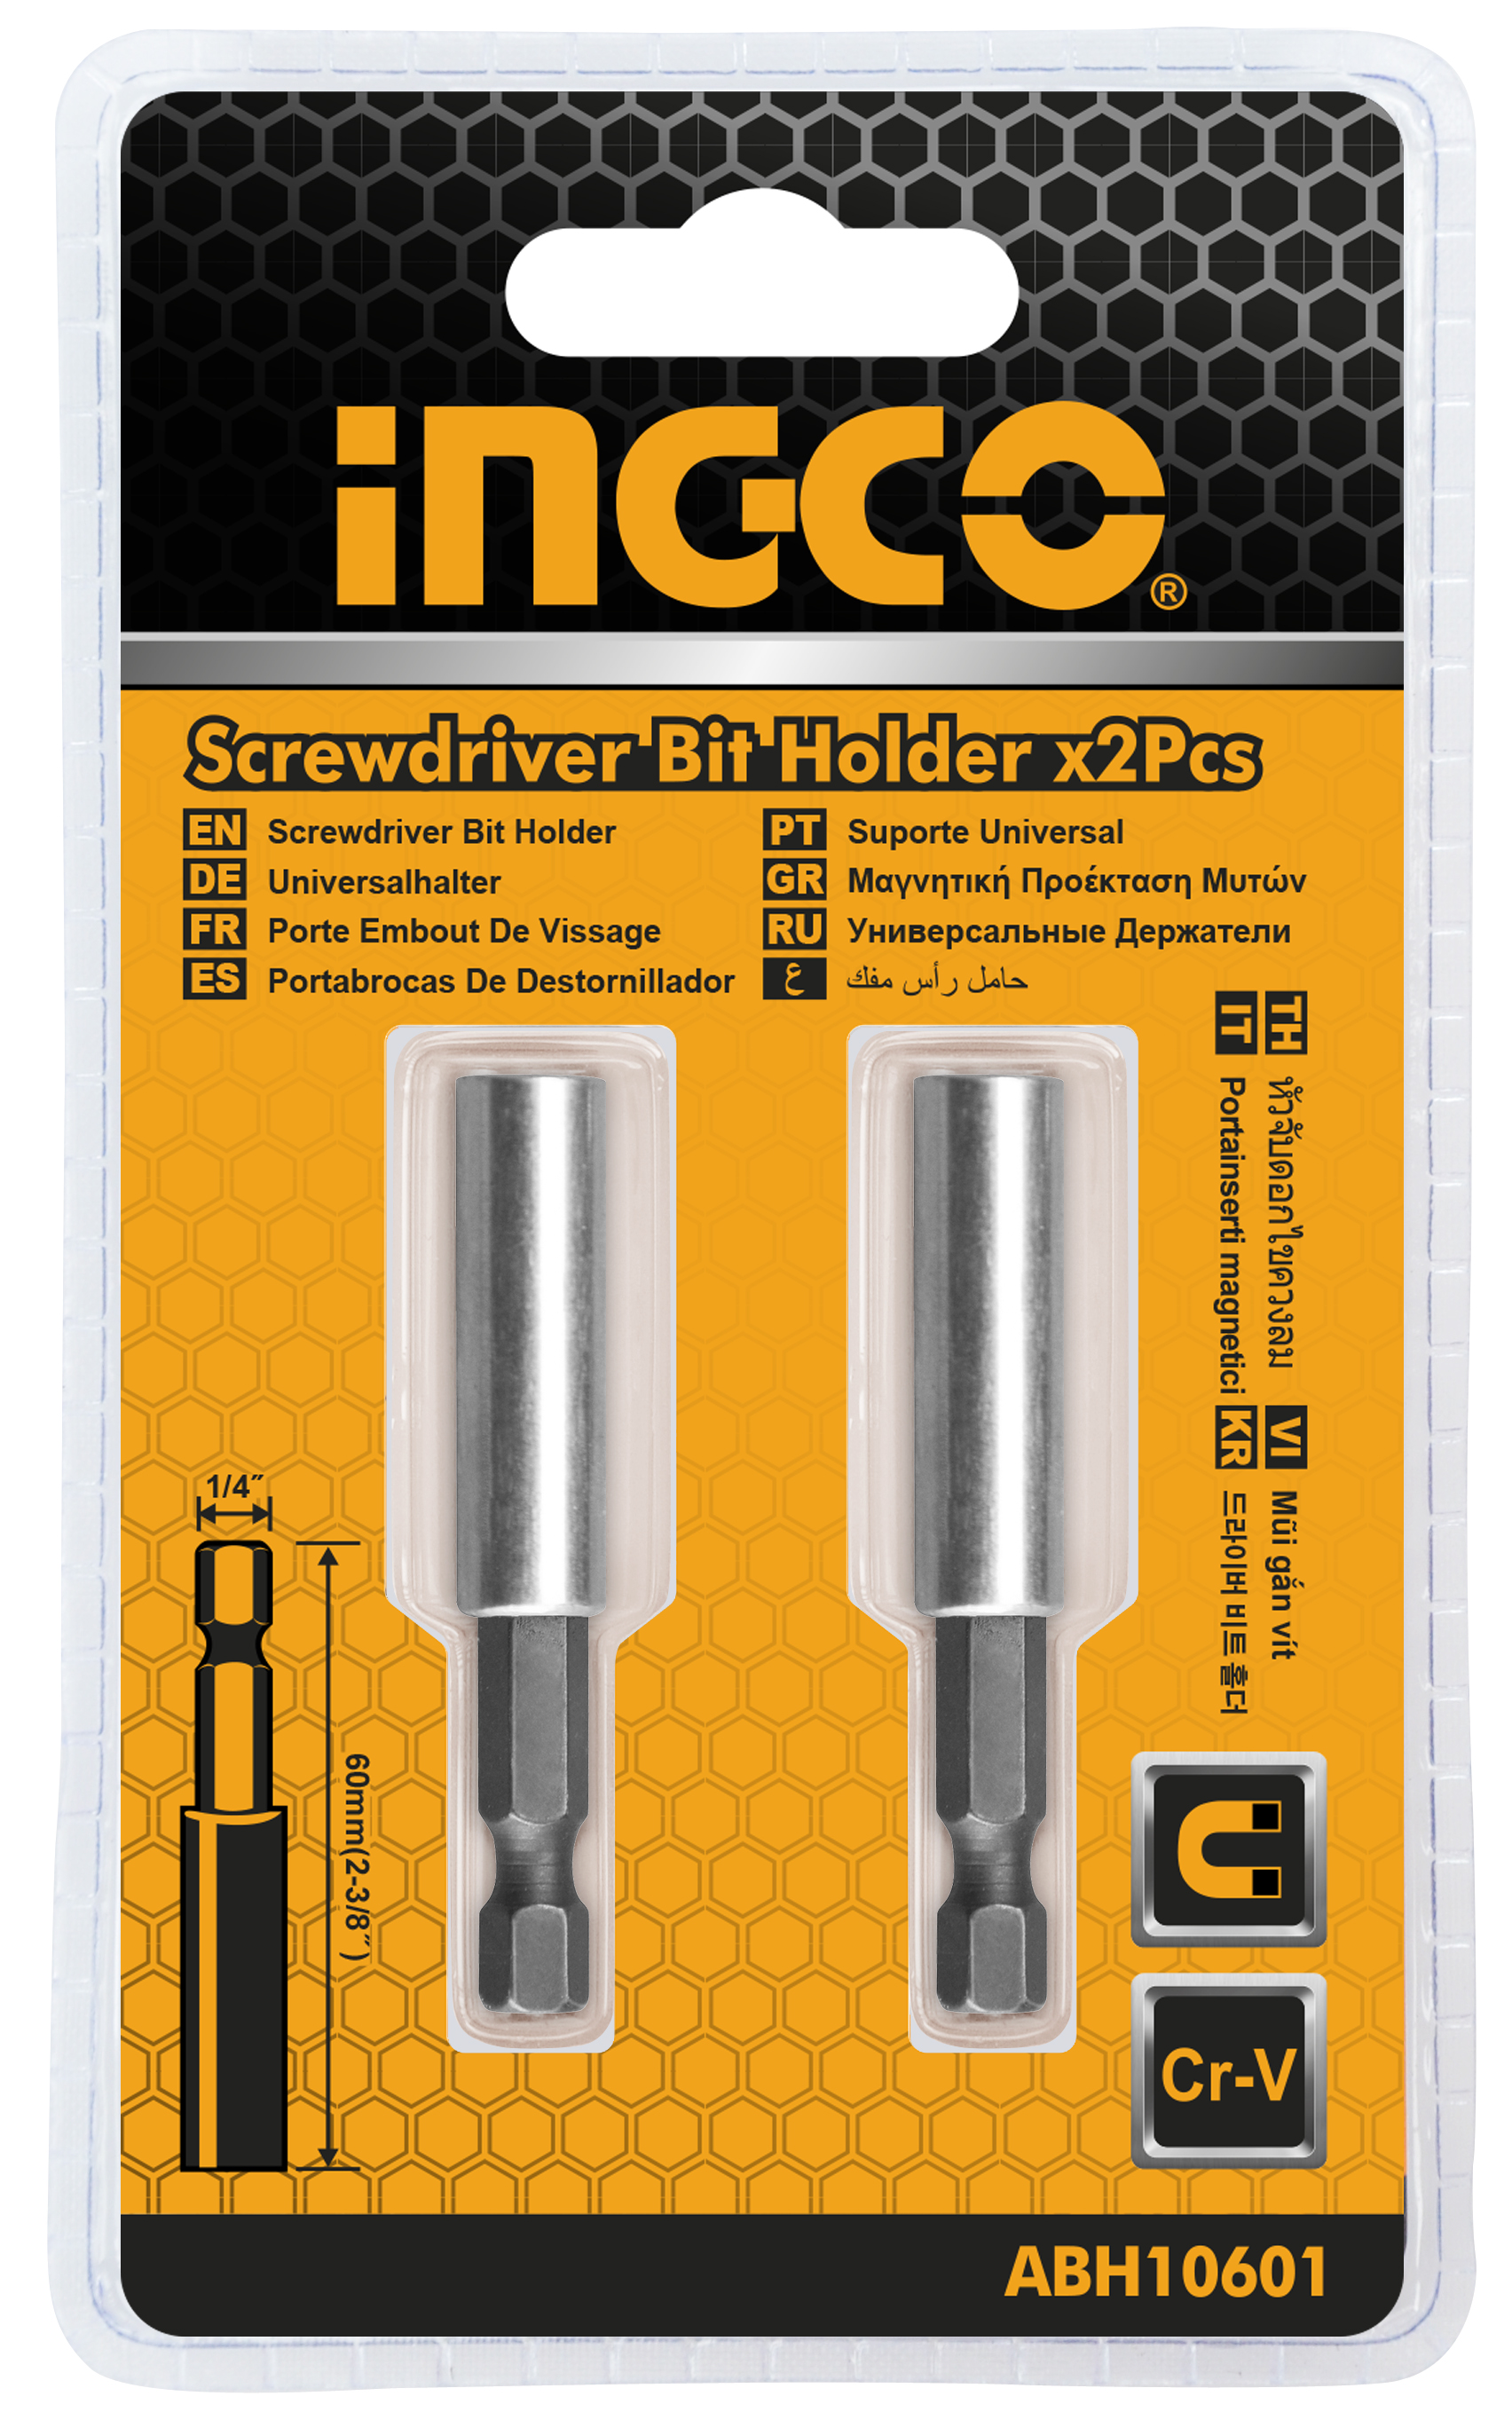 INGCO®
Screwdriver Bit Holder x2Pcs
EN Screwdriver Bit Holder
DE Universalhalter
FR Porte Embout De Vissage
ES Portabrocas De Destornillador
PT Suporte Universal
GR Μαγνητική Προέκταση Μυτών
RU Универсальные Держатели
ع حامل رأس مفك
TH หัวจับดอกไขควงลม
IT Portainserti magnetici
VI Mũi gắn vít
KR 드라이버 비트 홀더
1/4″
60mm(2-3/8″)
Cr-V
ABH10601